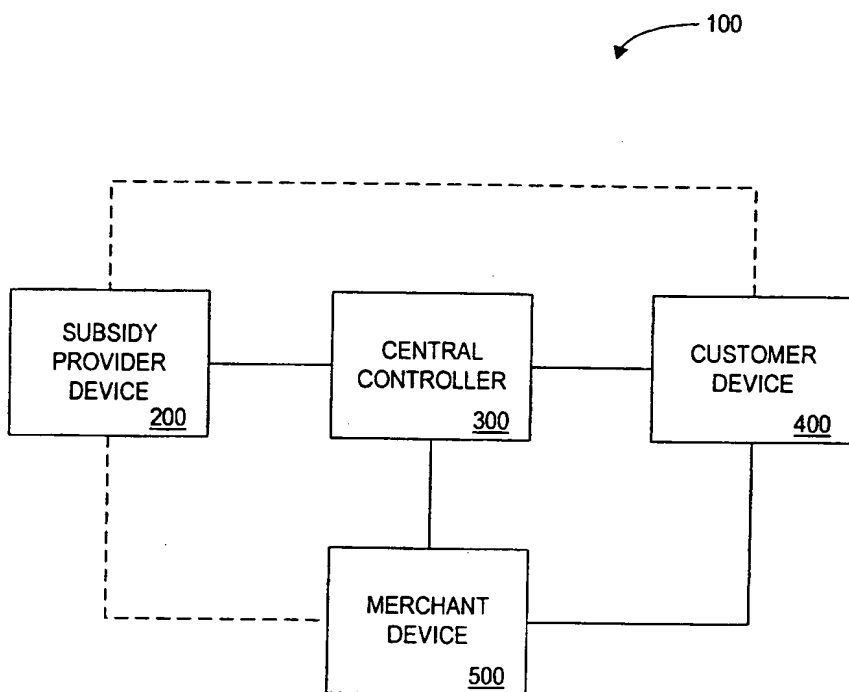 100
SUBSIDY
PROVIDER
DEVICE
200
CENTRAL
CONTROLLER
300
CUSTOMER
DEVICE
400
MERCHANT
DEVICE
500